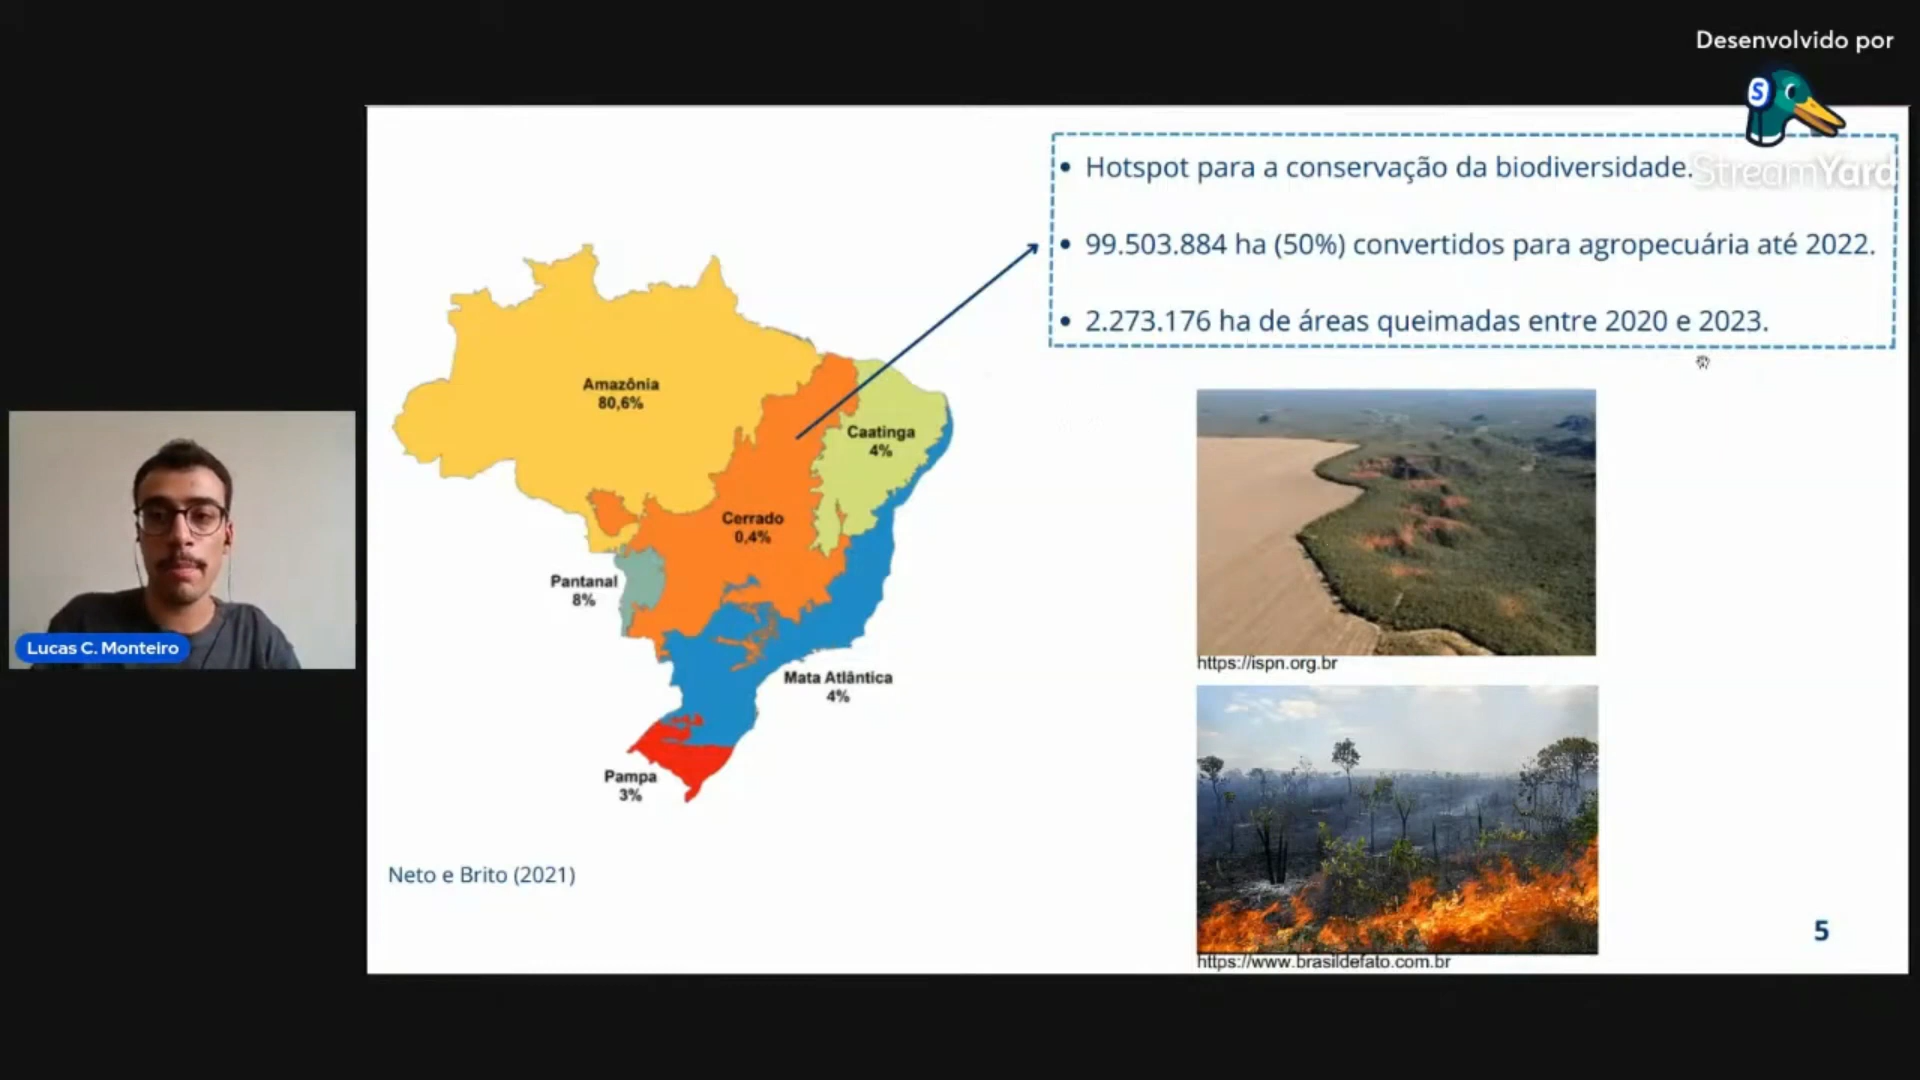 Desenvolvido por
StreamYard
• Hotspot para a conservação da biodiversidade.
• 99.503.884 ha (50%) convertidos para agropecuária até 2022.
• 2.273.176 ha de áreas queimadas entre 2020 e 2023.
Amazônia
80,6%
Caatinga
4%
Cerrado
0,4%
Pantanal
8%
Mata Atlântica
4%
Pampa
3%
Neto e Brito (2021)
https://ispn.org.br
https://www.brasildefato.com.br
5
Lucas C. Monteiro